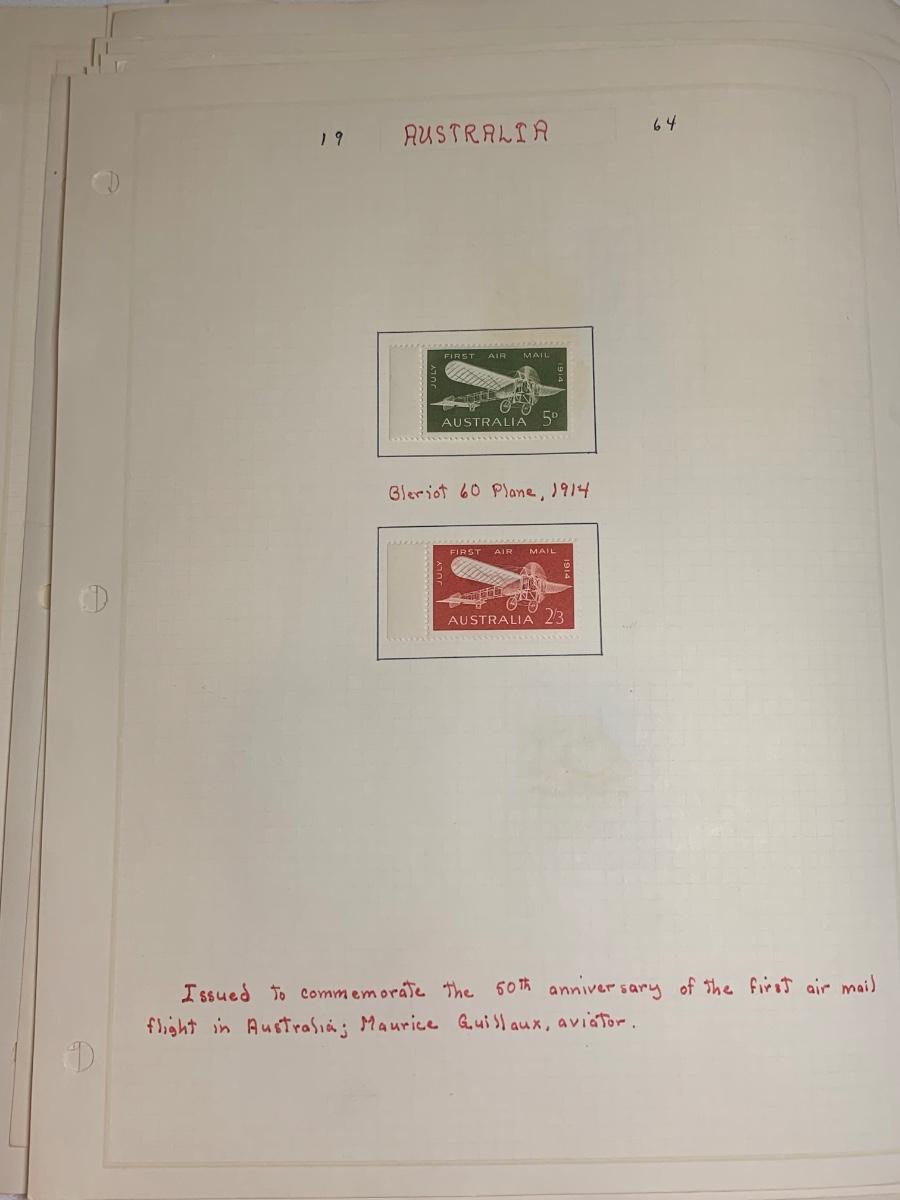 19 AUSTRALIA 64
FIRST AIR MAIL
JULY
1914
AUSTRALIA 5D
Bleriot 60 Plane, 1914
FIRST AIR MAIL
JULY
1914
AUSTRALIA 2/3
Issued to commemorate the 50th anniversary of the first air mail
flight in Australia; Maurice Guillaux, aviator.